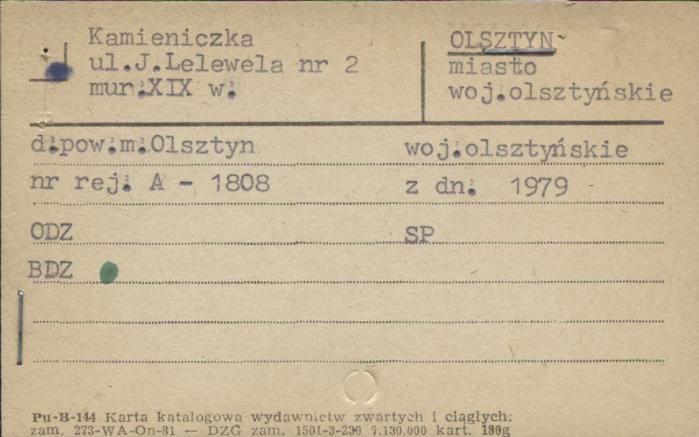 Kamieniczka
ul.J.Lelewela nr 2
mur.XIX w.
OLSZTYN
miasto
woj.olsztyńskie
d.pow.m.Olsztyn woj.olsztyńskie
nr rej. A - 1808 z dn. 1979
ODZ SP
BDZ
Pu-B-144 Karta katalogowa wydawnictw zwartych i ciągłych.
zam. 273-WA-On-81 — DZG zam. 1501-3-230 7.130.000 kart. 180g